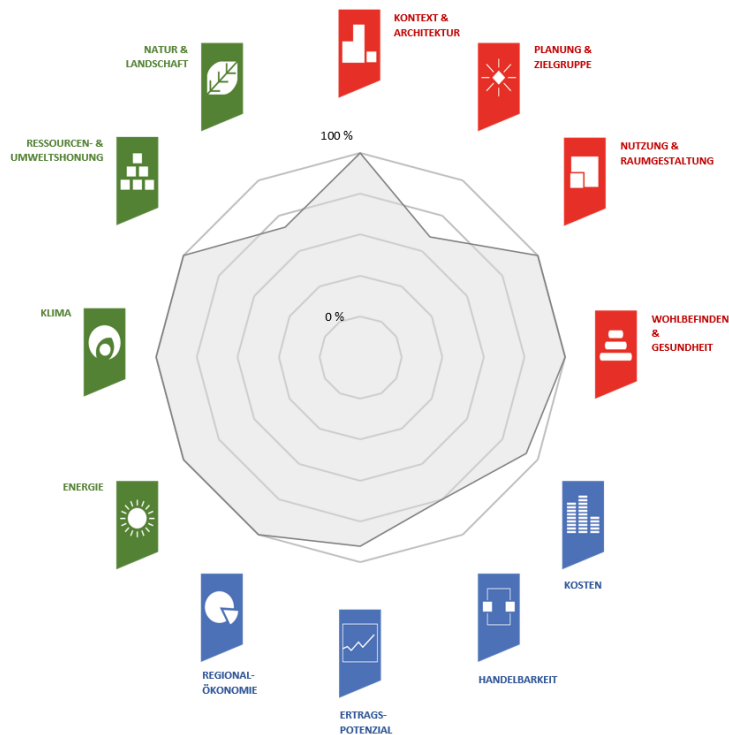 KONTEXT &
ARCHITEKTUR
PLANUNG &
ZIELGRUPPE
NUTZUNG &
RAUMGESTALTUNG
WOHLBEFINDEN
&
GESUNDHEIT
KOSTEN
HANDELBARKEIT
ERTRAGS-
POTENZIAL
REGIONAL-
ÖKONOMIE
ENERGIE
KLIMA
RESSOURCEN- &
UMWELTSHONUNG
NATUR &
LANDSCHAFT
100 %
0 %